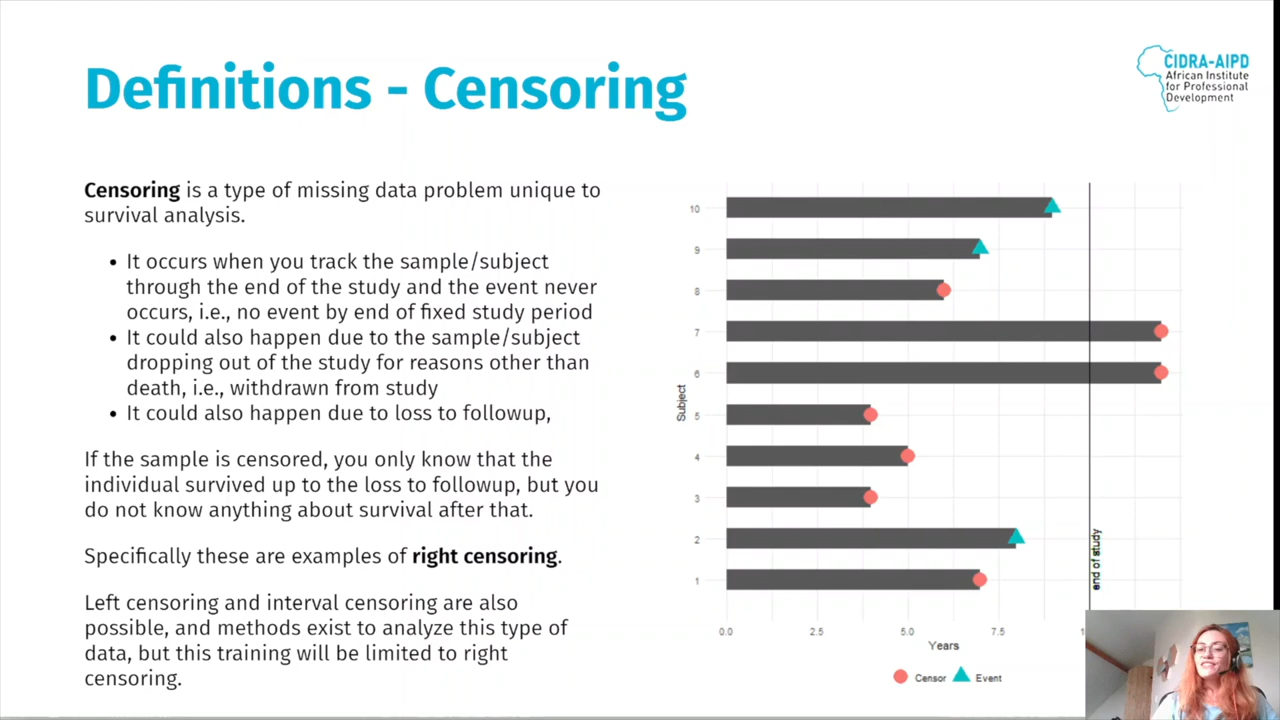 Definitions - Censoring
CIDRA-AIPD
African Institute
for Professional
Development
Censoring is a type of missing data problem unique to
survival analysis.
• It occurs when you track the sample/subject
through the end of the study and the event never
occurs, i.e., no event by end of fixed study period
• It could also happen due to the sample/subject
dropping out of the study for reasons other than
death, i.e., withdrawn from study
• It could also happen due to loss to followup,
If the sample is censored, you only know that the
individual survived up to the loss to followup, but you
do not know anything about survival after that.
Specifically these are examples of right censoring.
Left censoring and interval censoring are also
possible, and methods exist to analyze this type of
data, but this training will be limited to right
censoring.
Subject
10
9
8
7
6
5
4
3
2
1
end of study
0.0 2.5 5.0 7.5
Years
Censor Event